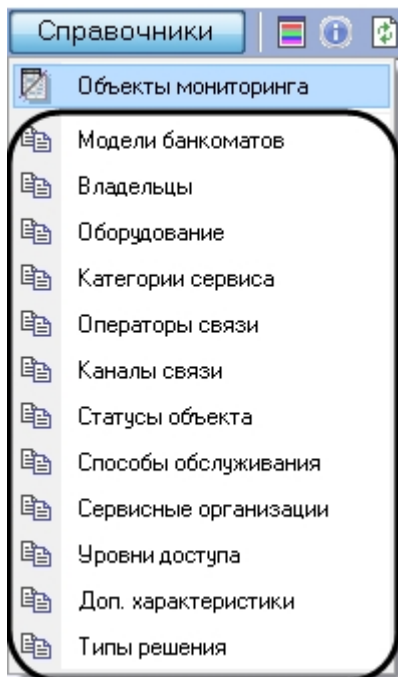 Справочники
Объекты мониторинга
Модели банкоматов
Владельцы
Оборудование
Категории сервиса
Операторы связи
Каналы связи
Статусы объекта
Способы обслуживания
Сервисные организации
Уровни доступа
Доп. характеристики
Типы решения